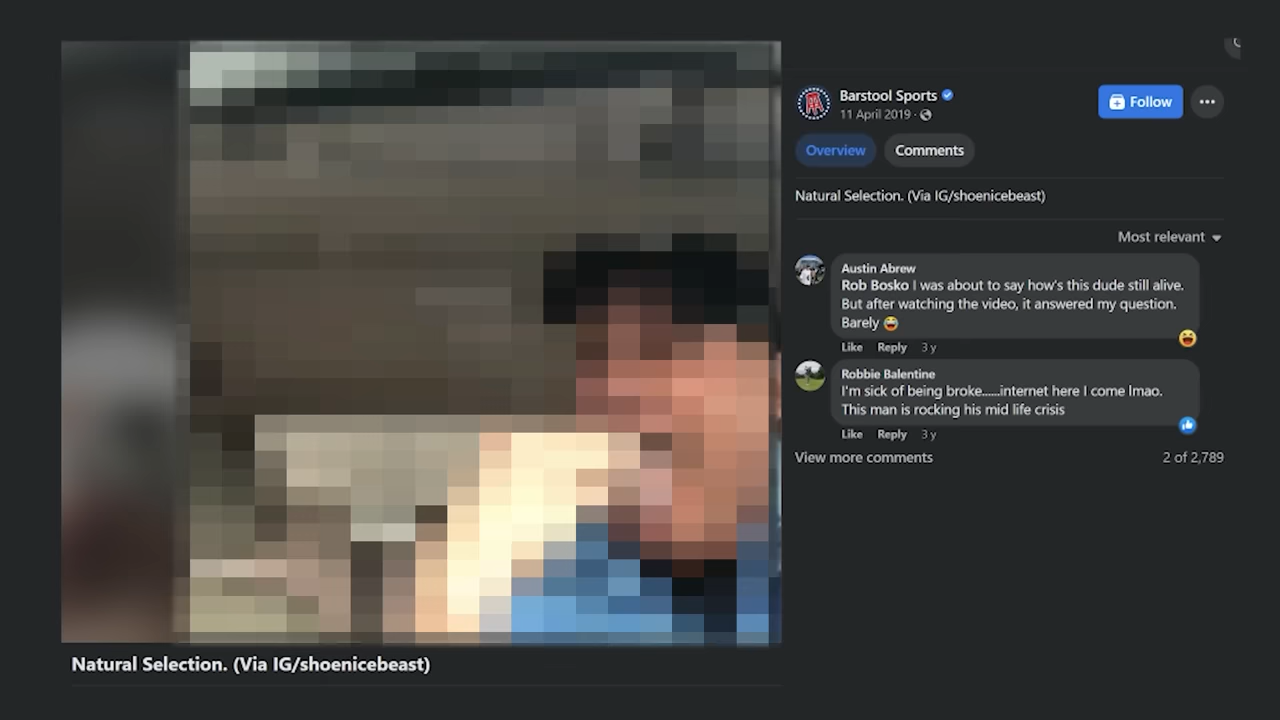 Barstool Sports
11 April 2019 ·
Follow
Overview
Comments
Natural Selection. (Via IG/shoenicebeast)
Most relevant
Austin Abrew
Rob Bosko I was about to say how's this dude still alive.
But after watching the video, it answered my question.
Barely
Like Reply 3 y
Robbie Balentine
I'm sick of being broke......internet here I come lmao.
This man is rocking his mid life crisis
Like Reply 3 y
View more comments
2 of 2,789
Natural Selection. (Via IG/shoenicebeast)